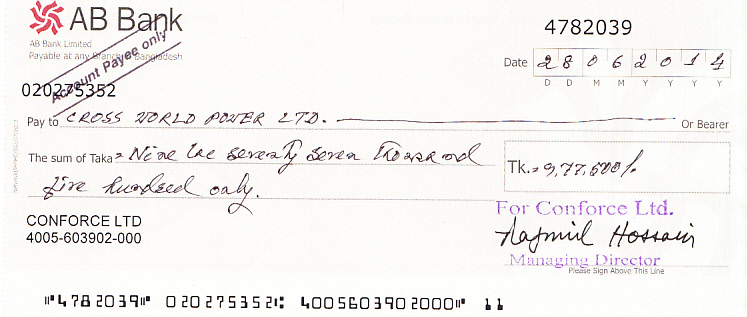 AB Bank
4782039
AB Bank Limited
Payable at any Branch in Bangladesh
Account Payee only
Date 28062014
D D M M Y Y Y Y
020275352
Pay to CROSS WORLD POWER LTD. Or Bearer
The sum of Taka = Nine lac seventy seven thousand
five hundred only.
Tk. = 9,77,500/-
CONFORCE LTD
4005-603902-000
For Conforce Ltd.
Nazmul Hossain
Managing Director
Please Sign Above This Line
⑈4782039⑈ 020275352⑆ 4005603902000⑈ 11